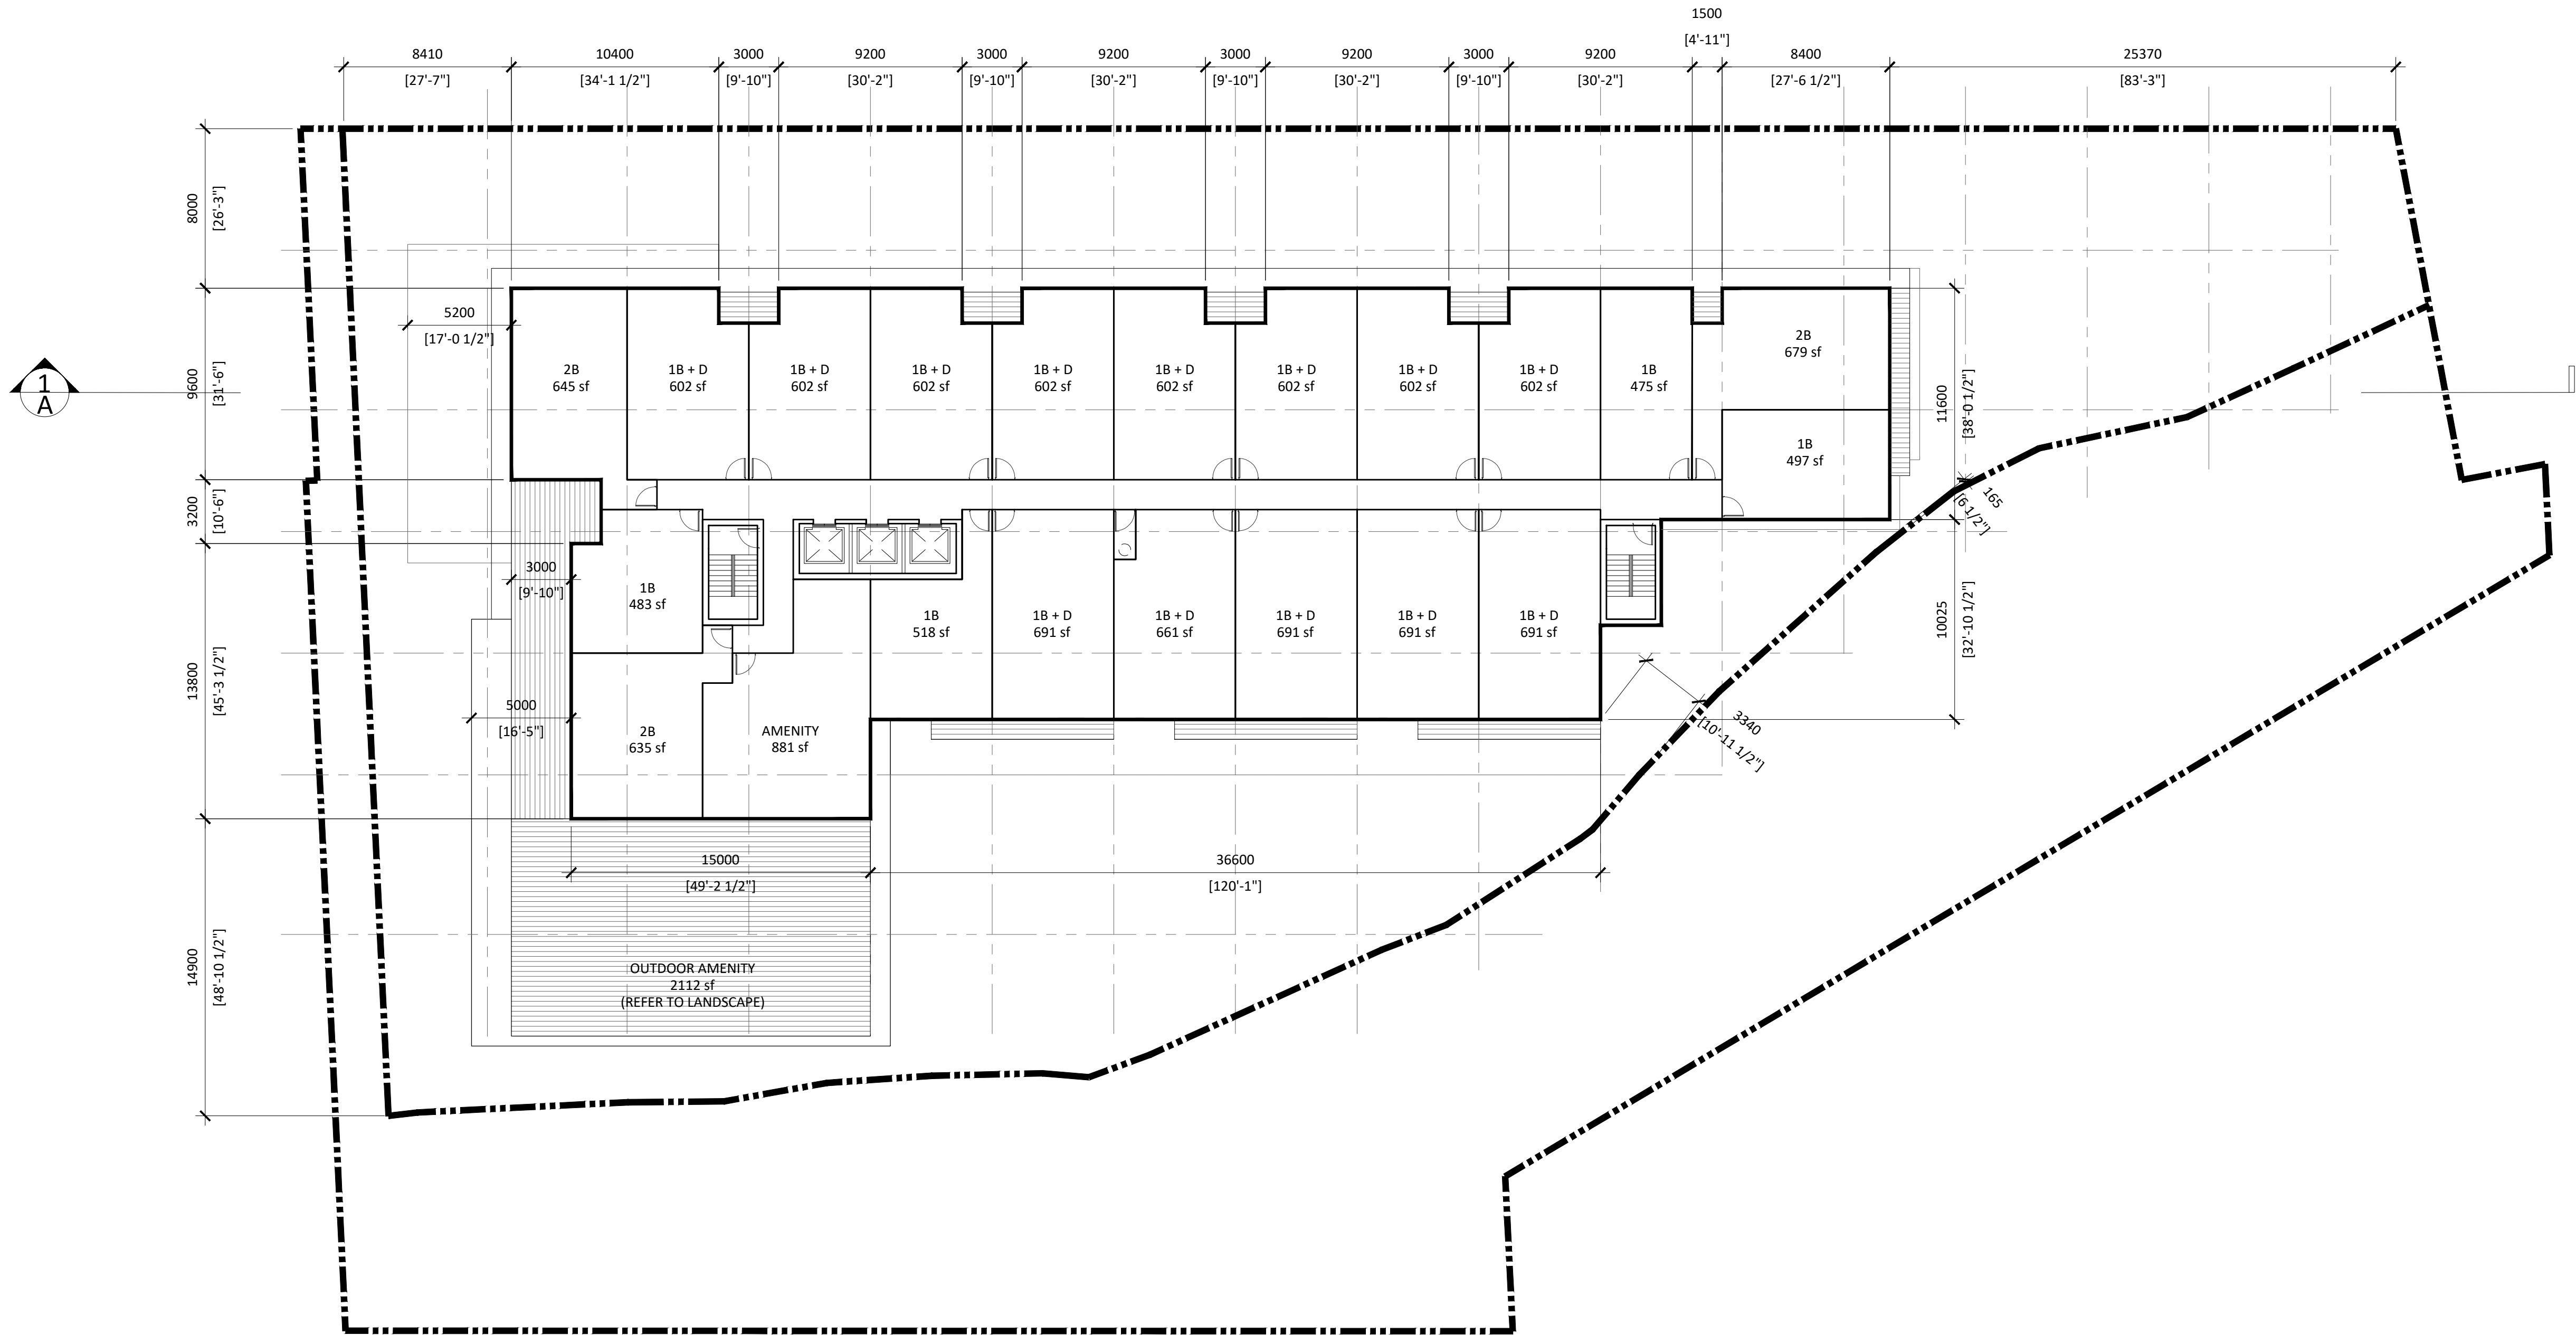 1500
[4'-11"]
8410
10400
3000
9200
3000
9200
3000
9200
3000
9200
8400
25370
[27'-7"]
[34'-1 1/2"]
[9'-10"]
[30'-2"]
[9'-10"]
[30'-2"]
[9'-10"]
[30'-2"]
[9'-10"]
[30'-2"]
[27'-6 1/2"]
[83'-3"]
8000
[26'-3"]
5200
[17'-0 1/2"]
9600
[31'-6"]
1
A
2B
645 sf
1B + D
602 sf
1B + D
602 sf
1B + D
602 sf
1B + D
602 sf
1B + D
602 sf
1B + D
602 sf
1B + D
602 sf
1B + D
602 sf
1B
475 sf
2B
679 sf
1B
497 sf
11600
[38'-0 1/2"]
165
[6 1/2"]
3200
[10'-6"]
3000
[9'-10"]
1B
483 sf
1B
518 sf
1B + D
691 sf
1B + D
661 sf
1B + D
691 sf
1B + D
691 sf
1B + D
691 sf
10025
[32'-10 1/2"]
13800
[45'-3 1/2"]
5000
[16'-5"]
2B
635 sf
AMENITY
881 sf
3340
[10'-11 1/2"]
15000
[49'-2 1/2"]
36600
[120'-1"]
14900
[48'-10 1/2"]
OUTDOOR AMENITY
2112 sf
(REFER TO LANDSCAPE)